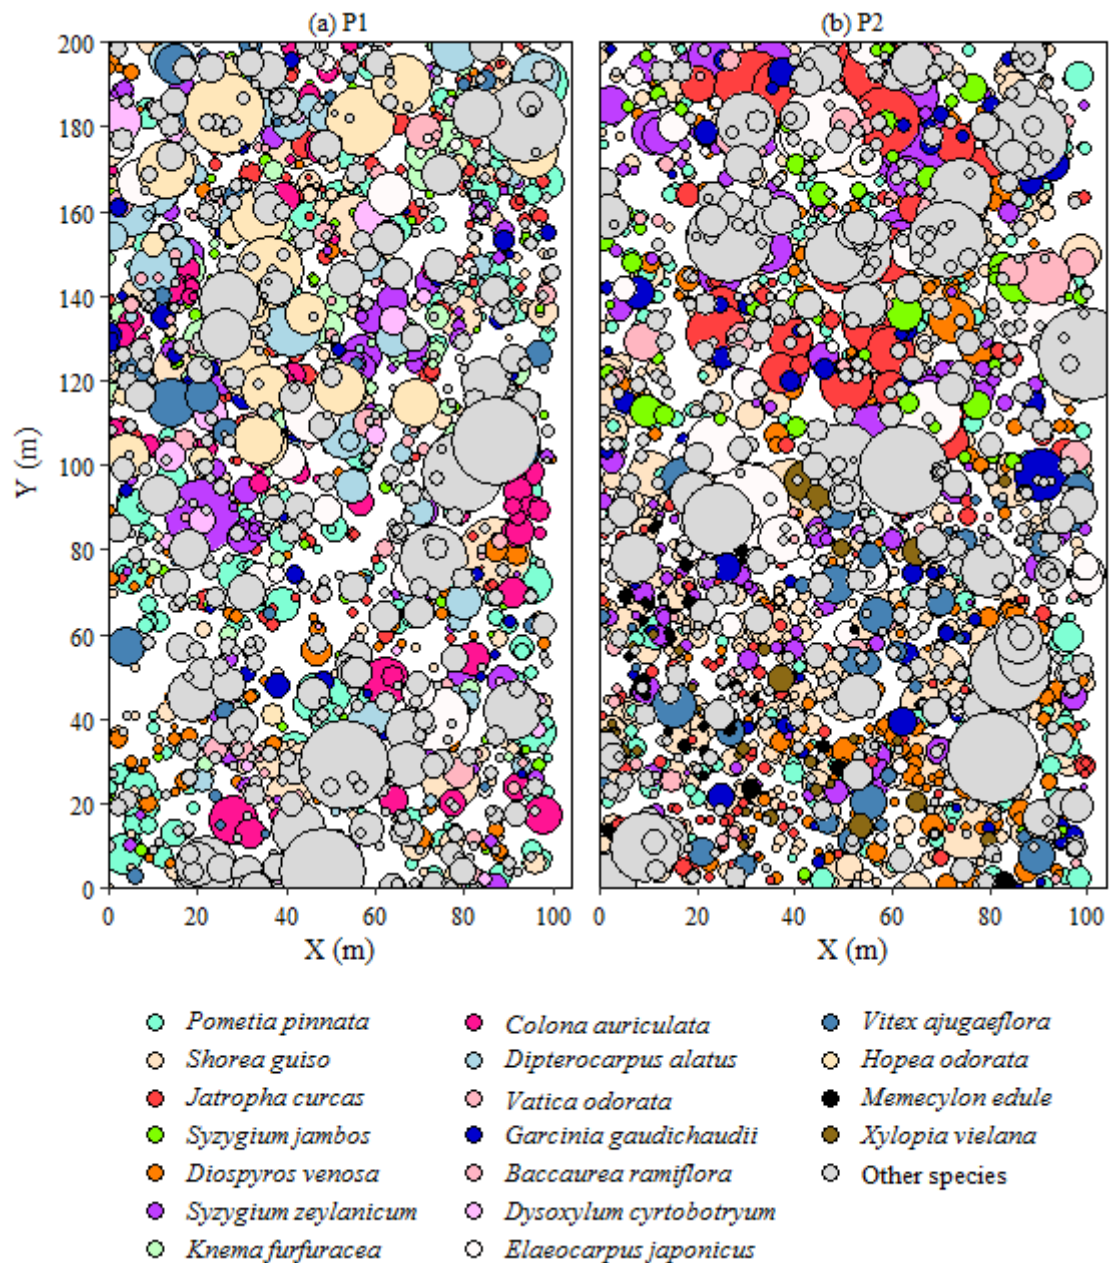 (a) P1
(b) P2
200
180
160
140
120
100
80
60
40
20
0
Y (m)
0 20 40 60 80 100
0 20 40 60 80 100
X (m)
X (m)
Pometia pinnata
Shorea guiso
Jatropha curcas
Syzygium jambos
Diospyros venosa
Syzygium zeylanicum
Knema furfuracea
Colona auriculata
Dipterocarpus alatus
Vatica odorata
Garcinia gaudichaudii
Baccaurea ramiflora
Dysoxylum cyrtobotryum
Elaeocarpus japonicus
Vitex ajugaeflora
Hopea odorata
Memecylon edule
Xylopia vielana
Other species